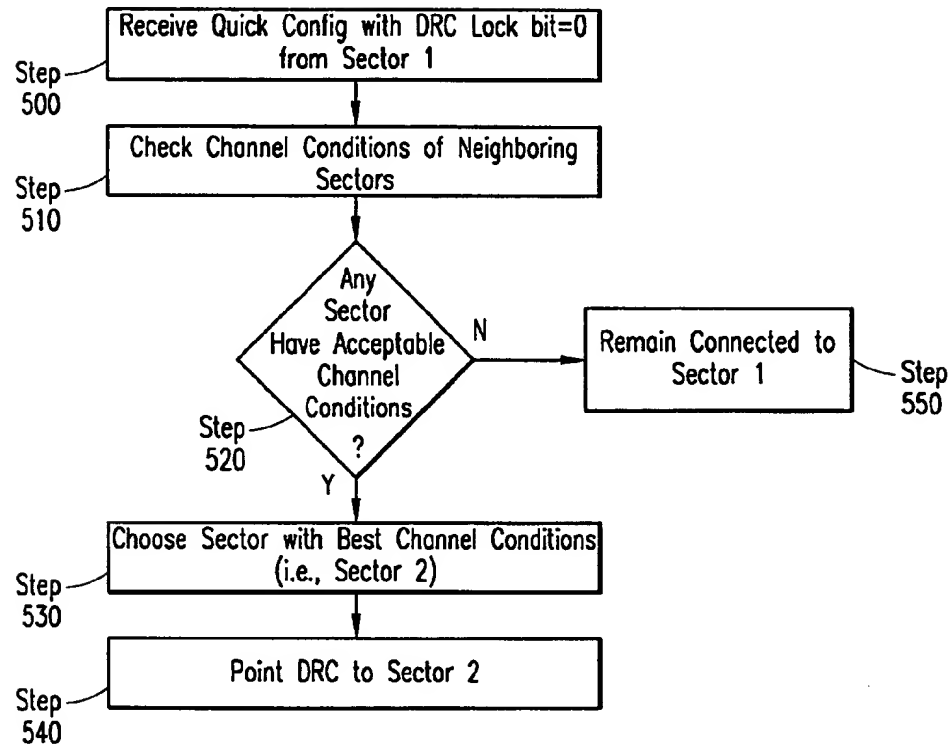 Receive Quick Config with DRC Lock bit=0
from Sector 1
Step
500
Check Channel Conditions of Neighboring
Sectors
Step
510
Any
Sector
Have Acceptable
Channel
Conditions
?
Step
520
N
Remain Connected to
Sector 1
Step
550
Y
Choose Sector with Best Channel Conditions
(i.e., Sector 2)
Step
530
Point DRC to Sector 2
Step
540